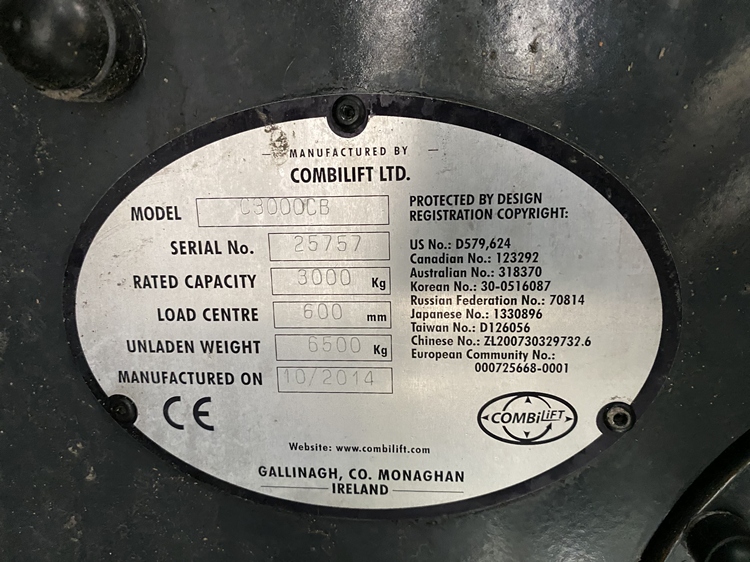 MANUFACTURED BY
COMBILIFT LTD.
MODEL C3000CB
SERIAL No. 25757
RATED CAPACITY 3000 Kg
LOAD CENTRE 600 mm
UNLADEN WEIGHT 6500 Kg
MANUFACTURED ON 10/2014
CE
PROTECTED BY DESIGN
REGISTRATION COPYRIGHT:
US No.: D579,624
Canadian No.: 123292
Australian No.: 318370
Korean No.: 30-0516087
Russian Federation No.: 70814
Japanese No.: 1330896
Taiwan No.: D126056
Chinese No.: ZL200730329732.6
European Community No.:
000725668-0001
COMBiLiFT
Website: www.combilift.com
GALLINAGH, CO. MONAGHAN
IRELAND